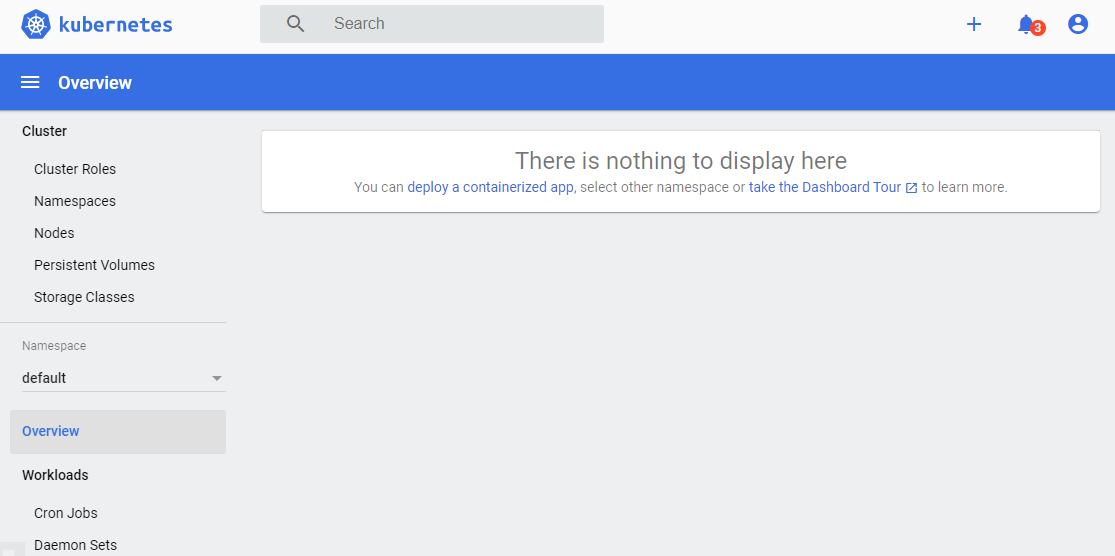 kubernetes
Search
3
Overview
Cluster
Cluster Roles
Namespaces
Nodes
Persistent Volumes
Storage Classes
Namespace
default
Overview
Workloads
Cron Jobs
Daemon Sets
There is nothing to display here
You can deploy a containerized app, select other namespace or take the Dashboard Tour to learn more.